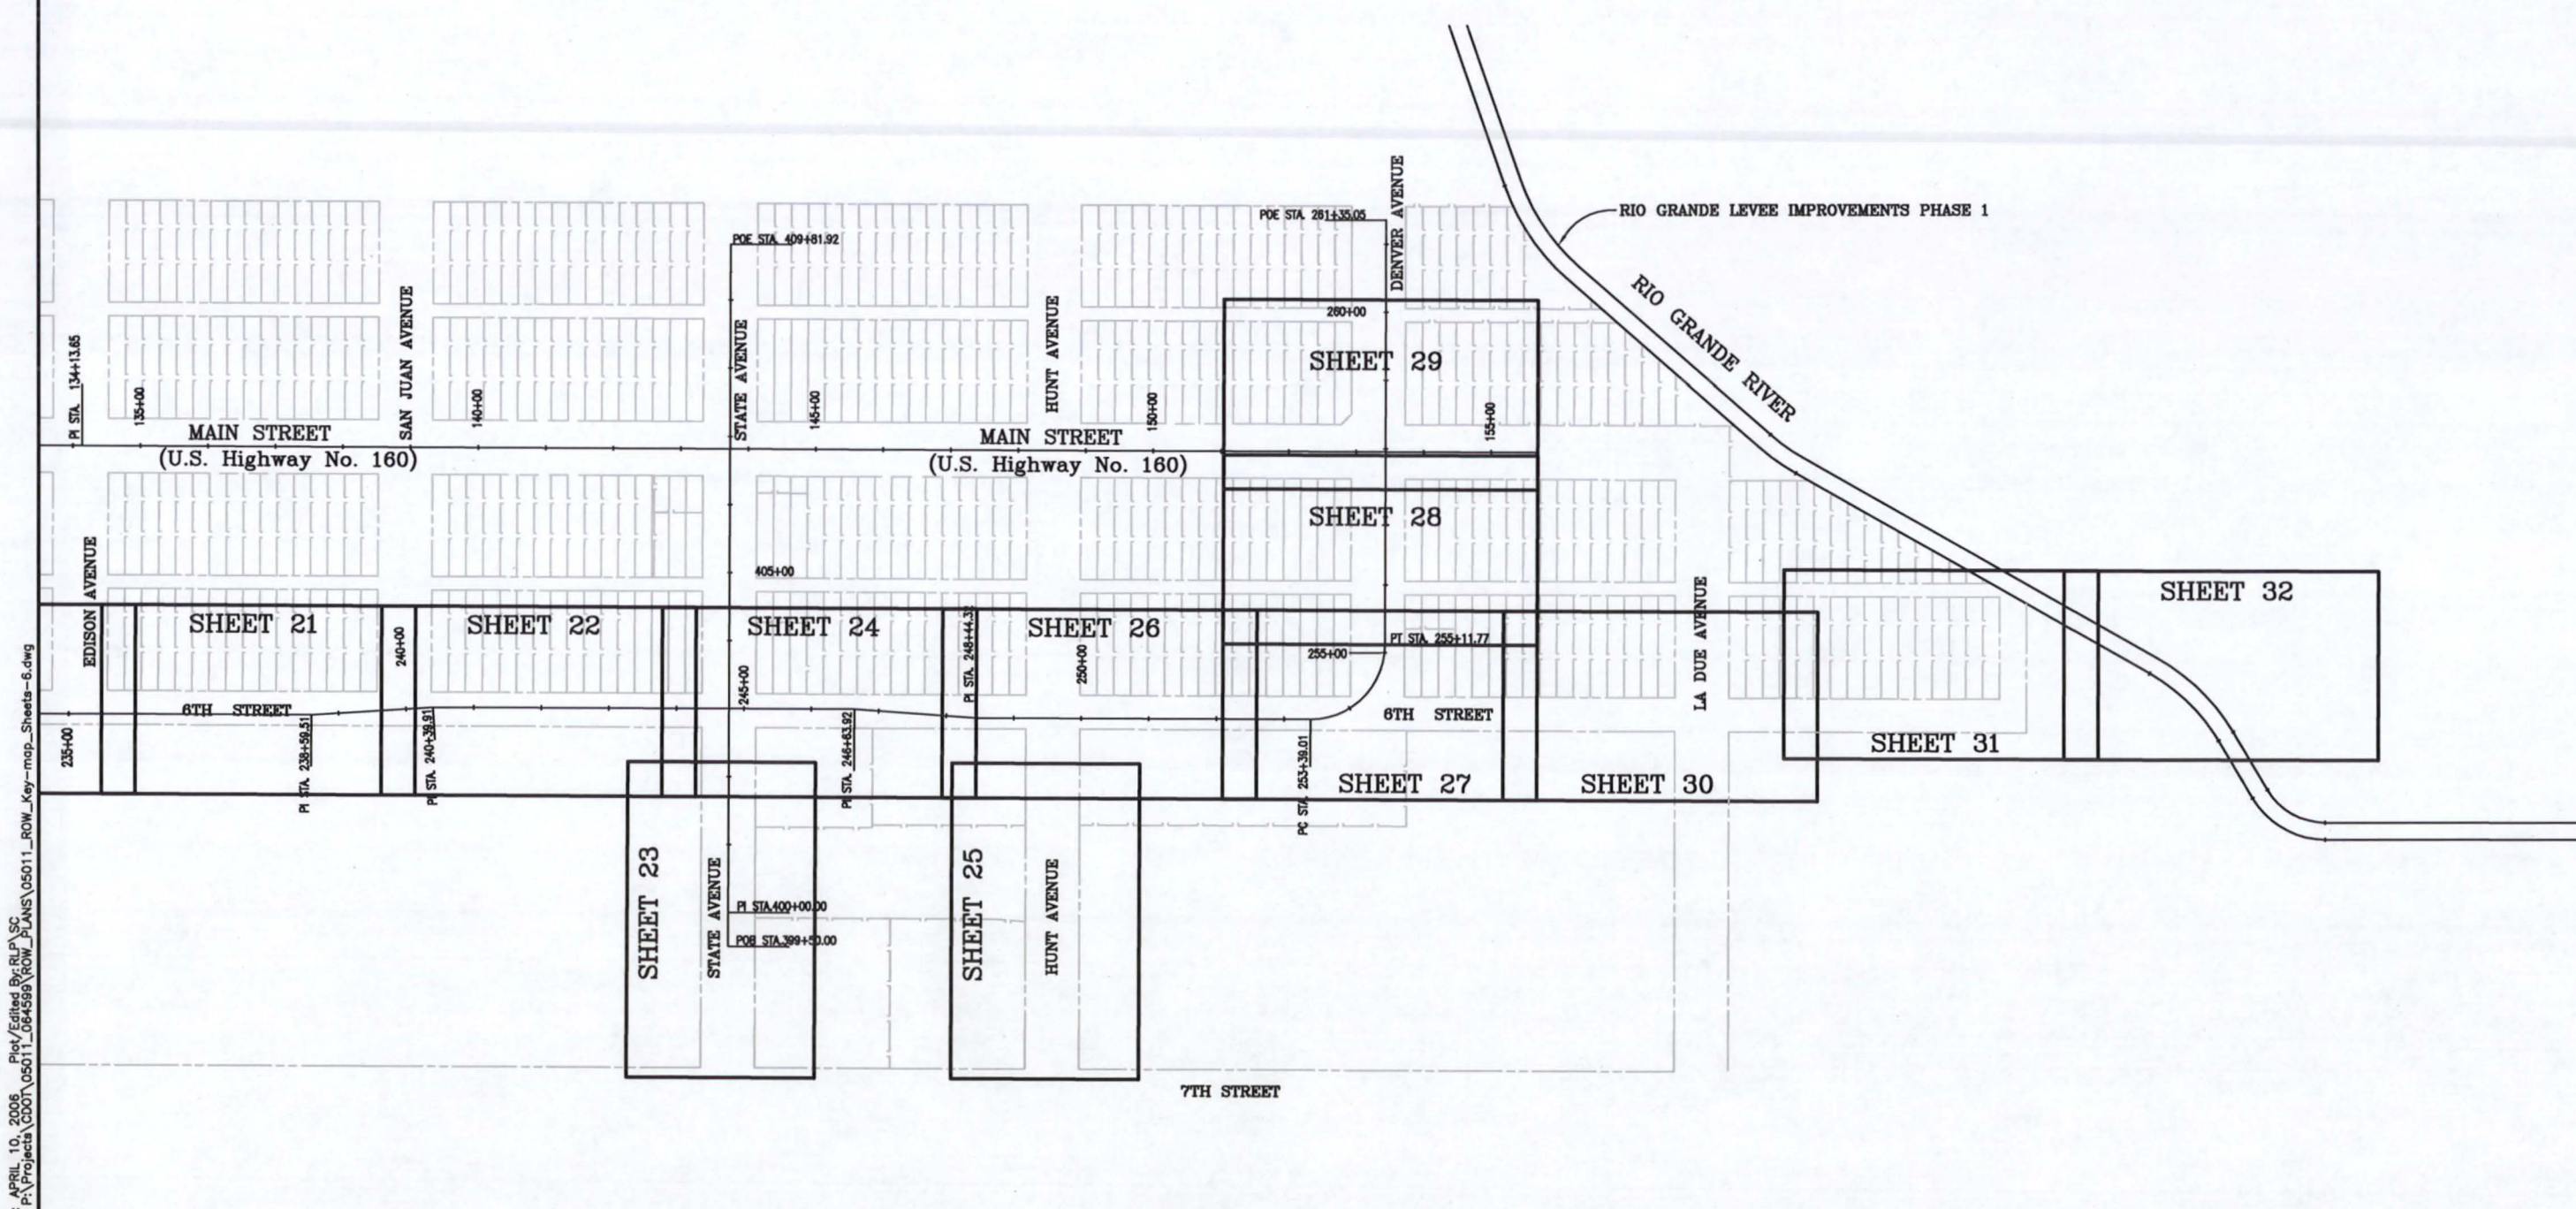 DENVER AVENUE
POE STA. 261+35.05
RIO GRANDE LEVEE IMPROVEMENTS PHASE 1
POE STA. 409+81.92
RIO GRANDE RIVER
260+00
SHEET 29
PI STA. 134+13.65
135+00
SAN JUAN AVENUE
140+00
STATE AVENUE
145+00
HUNT AVENUE
150+00
155+00
MAIN STREET
(U.S. Highway No. 160)
MAIN STREET
(U.S. Highway No. 160)
SHEET 28
405+00
EDISON AVENUE
SHEET 21
240+00
SHEET 22
SHEET 24
PI STA. 248+44.32
SHEET 26
250+00
PT STA. 255+11.77
255+00
LA DUE AVENUE
SHEET 32
245+00
6TH STREET
6TH STREET
235+00
PI STA. 238+59.51
PI STA. 240+39.91
PI STA. 246+63.92
PC STA. 253+39.01
SHEET 31
SHEET 27
SHEET 30
SHEET 23
STATE AVENUE
PI STA.400+00.00
POB STA.399+50.00
SHEET 25
HUNT AVENUE
7TH STREET
APRIL 10, 2006 Plot/Edited By: RLP\SC
P:\Projects\CDOT\05011_064599\ROW_PLANS\05011_ROW_Key-map_Sheets-6.dwg